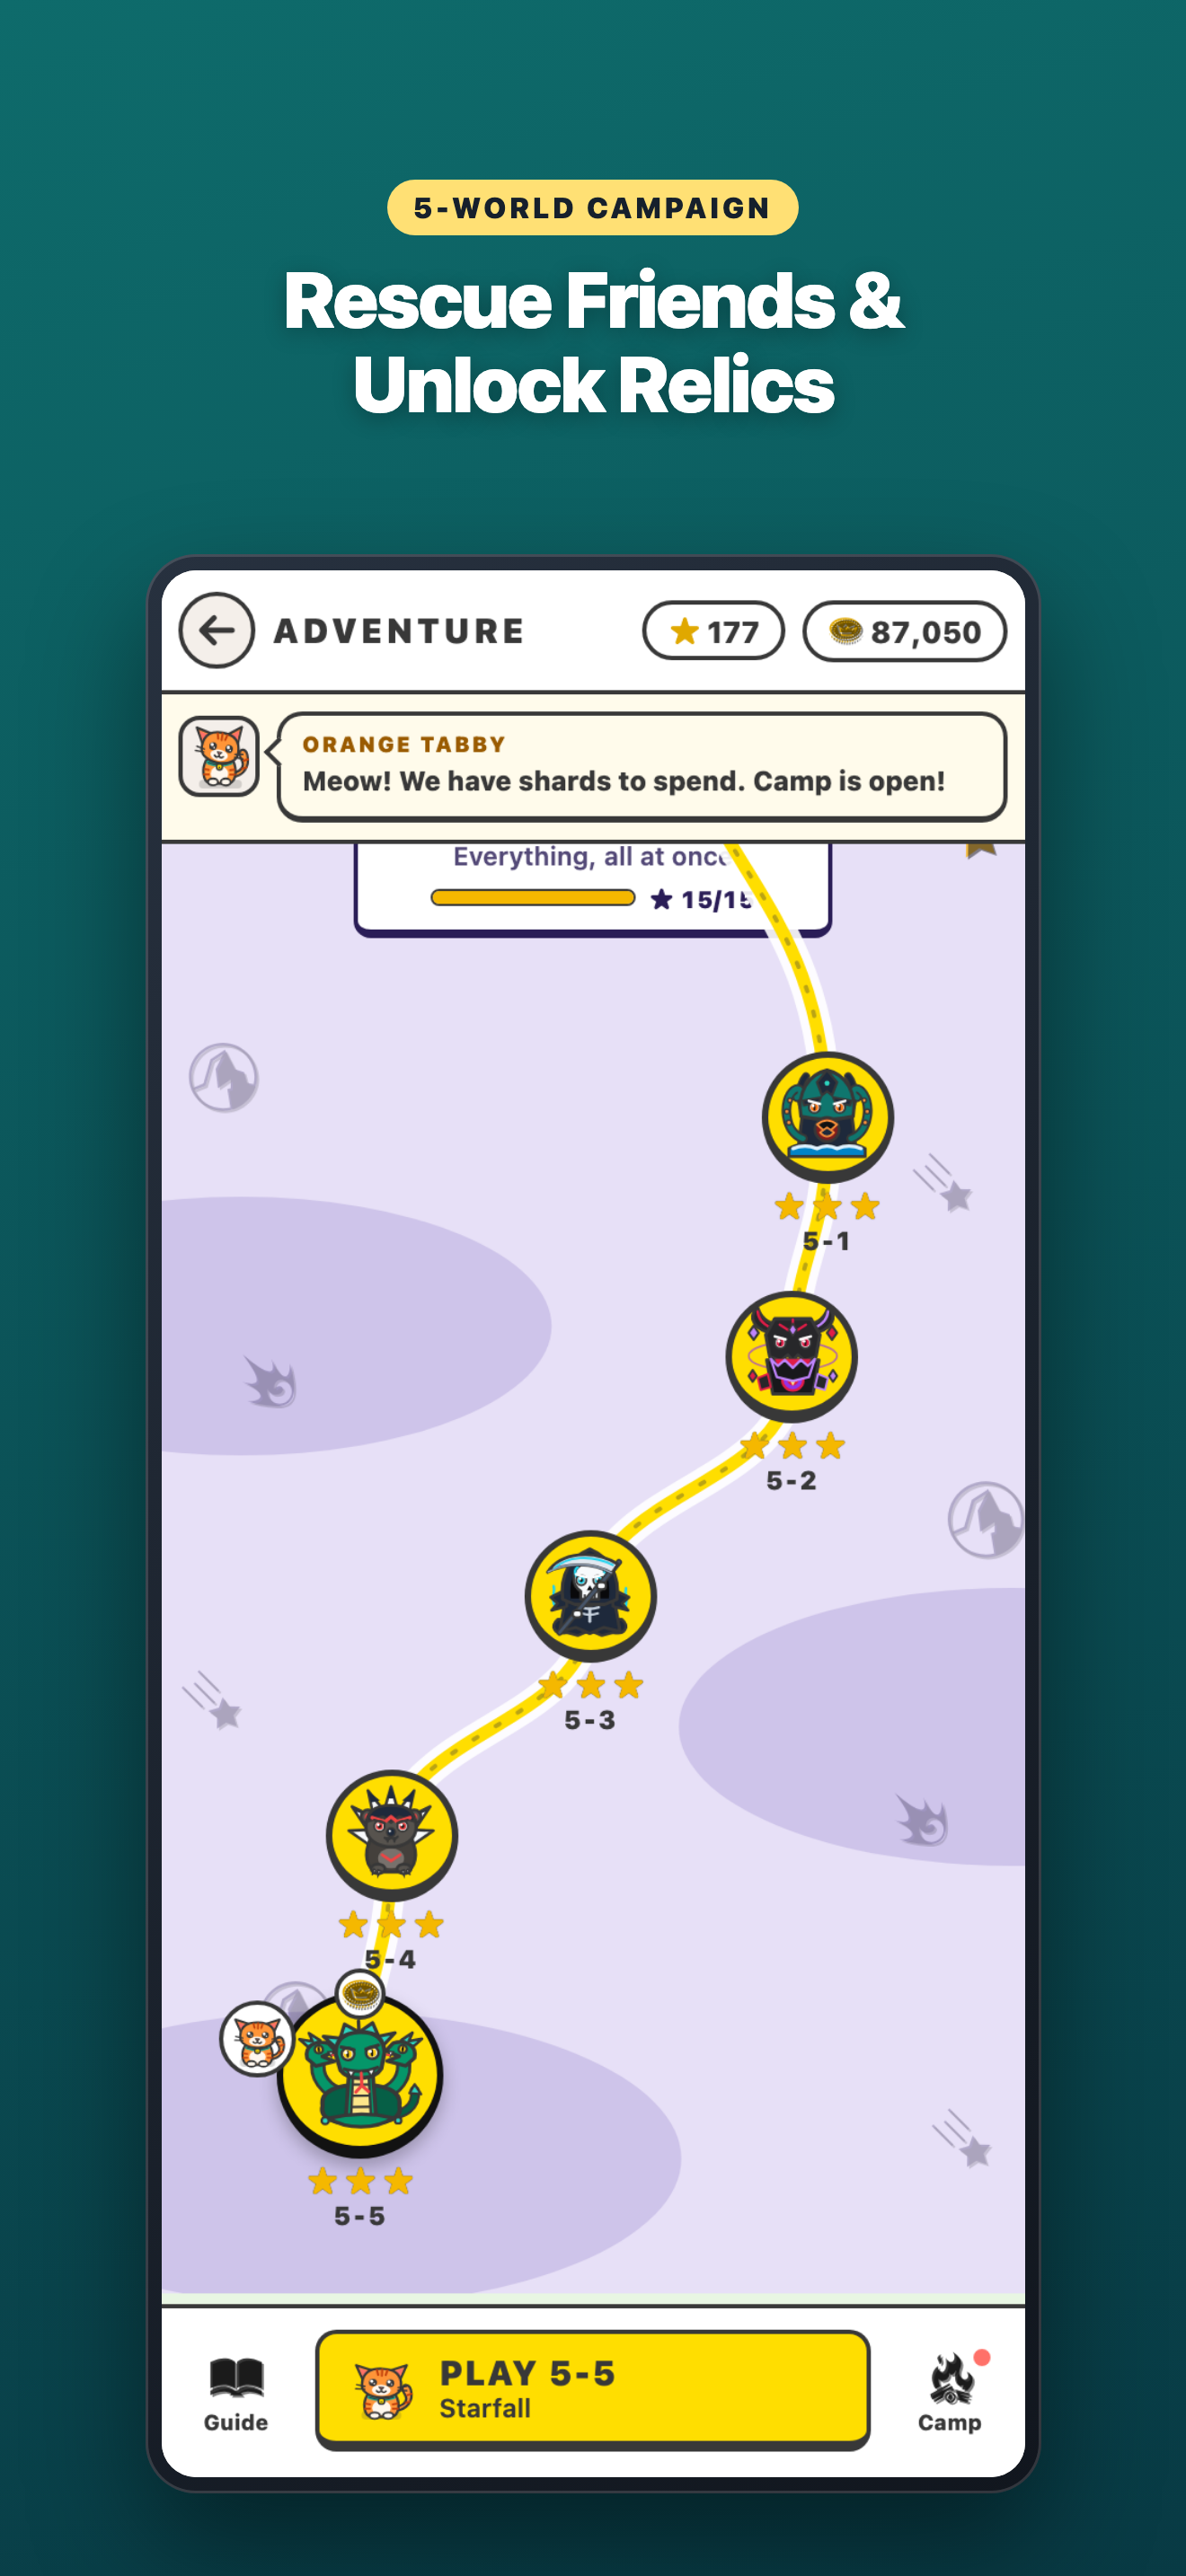 5-WORLD CAMPAIGN
Rescue Friends &
Unlock Relics
ADVENTURE
177
87,050
ORANGE TABBY
Meow! We have shards to spend. Camp is open!
Everything, all at once
15/15
5-1
5-2
5-3
5-4
5-5
PLAY 5-5
Starfall
Guide
Camp